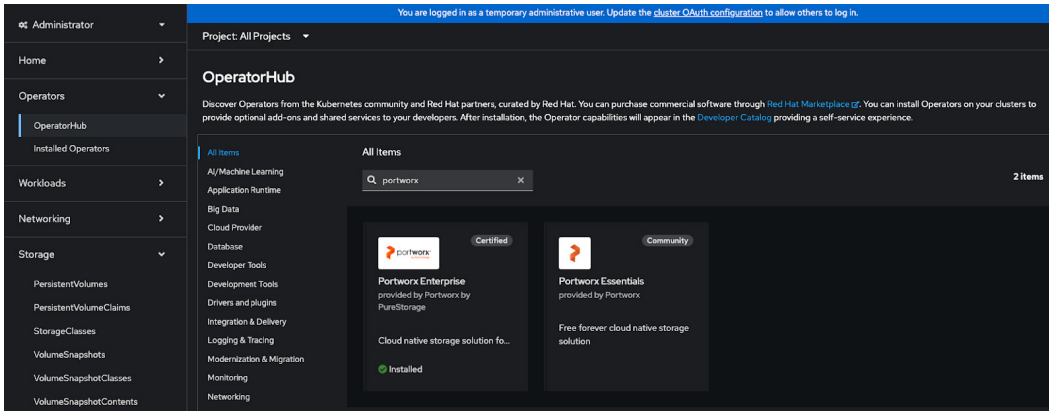 You are logged in as a temporary administrative user. Update the cluster OAuth configuration to allow others to log in.
Administrator
Home
Operators
OperatorHub
Installed Operators
Workloads
Networking
Storage
PersistentVolumes
PersistentVolumeClaims
StorageClasses
VolumeSnapshots
VolumeSnapshotClasses
VolumeSnapshotContents
Project: All Projects
OperatorHub
Discover Operators from the Kubernetes community and Red Hat partners, curated by Red Hat. You can purchase commercial software through Red Hat Marketplace. You can install Operators on your clusters to
provide optional add-ons and shared services to your developers. After installation, the Operator capabilities will appear in the Developer Catalog providing a self-service experience.
All Items
AI/Machine Learning
Application Runtime
Big Data
Cloud Provider
Database
Developer Tools
Development Tools
Drivers and plugins
Integration & Delivery
Logging & Tracing
Modernization & Migration
Monitoring
Networking
All Items
portworx
2 items
portworx
Certified
Portworx Enterprise
provided by Portworx by
PureStorage
Cloud native storage solution fo...
Installed
Community
Portworx Essentials
provided by Portworx
Free forever cloud native storage
solution